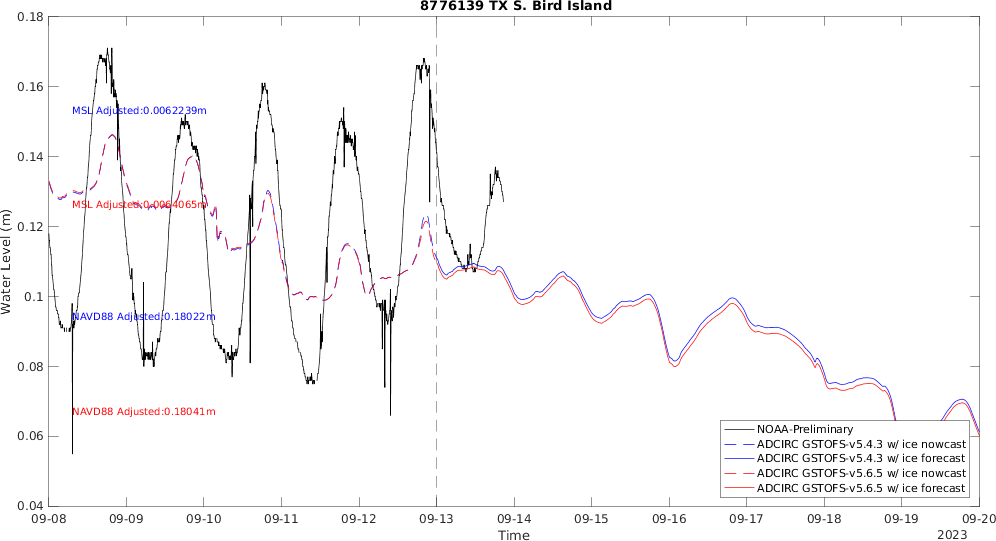 8776139 TX S. Bird Island
0.18
0.16
0.14
0.12
0.1
0.08
0.06
0.04
Water Level (m)
MSL Adjusted:0.0062239m
MSL Adjusted:0.0064065m
NAVD88 Adjusted:0.18022m
NAVD88 Adjusted:0.18041m
NOAA-Preliminary
ADCIRC GSTOFS-v5.4.3 w/ ice nowcast
ADCIRC GSTOFS-v5.4.3 w/ ice forecast
ADCIRC GSTOFS-v5.6.5 w/ ice nowcast
ADCIRC GSTOFS-v5.6.5 w/ ice forecast
09-08 09-09 09-10 09-11 09-12 09-13 09-14 09-15 09-16 09-17 09-18 09-19 09-20
Time
2023